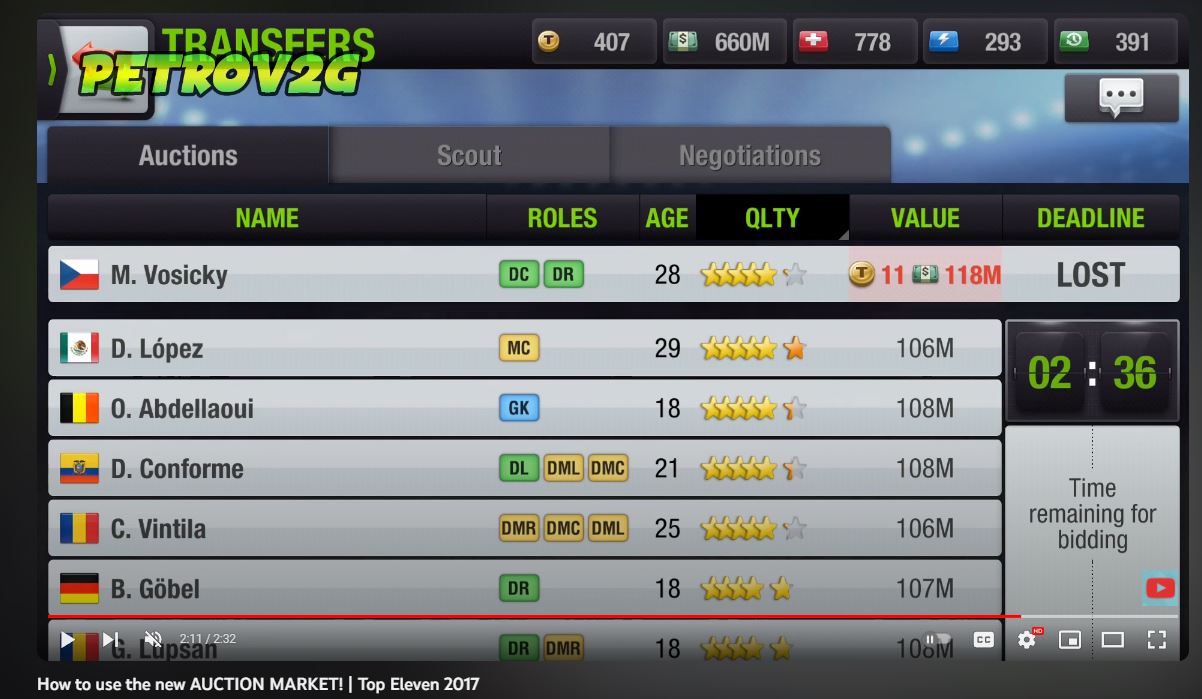 TRANSFERS
PETROV2G
T 407
$ 660M
778
293
391
Auctions
Scout
Negotiations
NAME ROLES AGE QLTY VALUE DEADLINE
M. Vosicky DC DR 28 T 11 $ 118M LOST
D. López MC 29 106M
02 : 36
O. Abdellaoui GK 18 108M
D. Conforme DL DML DMC 21 108M
Time
remaining for
bidding
C. Vintila DMR DMC DML 25 106M
B. Göbel DR 18 107M
G. Lupsan DR DMR 18 108M
2:11 / 2:32
CC
HD
How to use the new AUCTION MARKET! | Top Eleven 2017